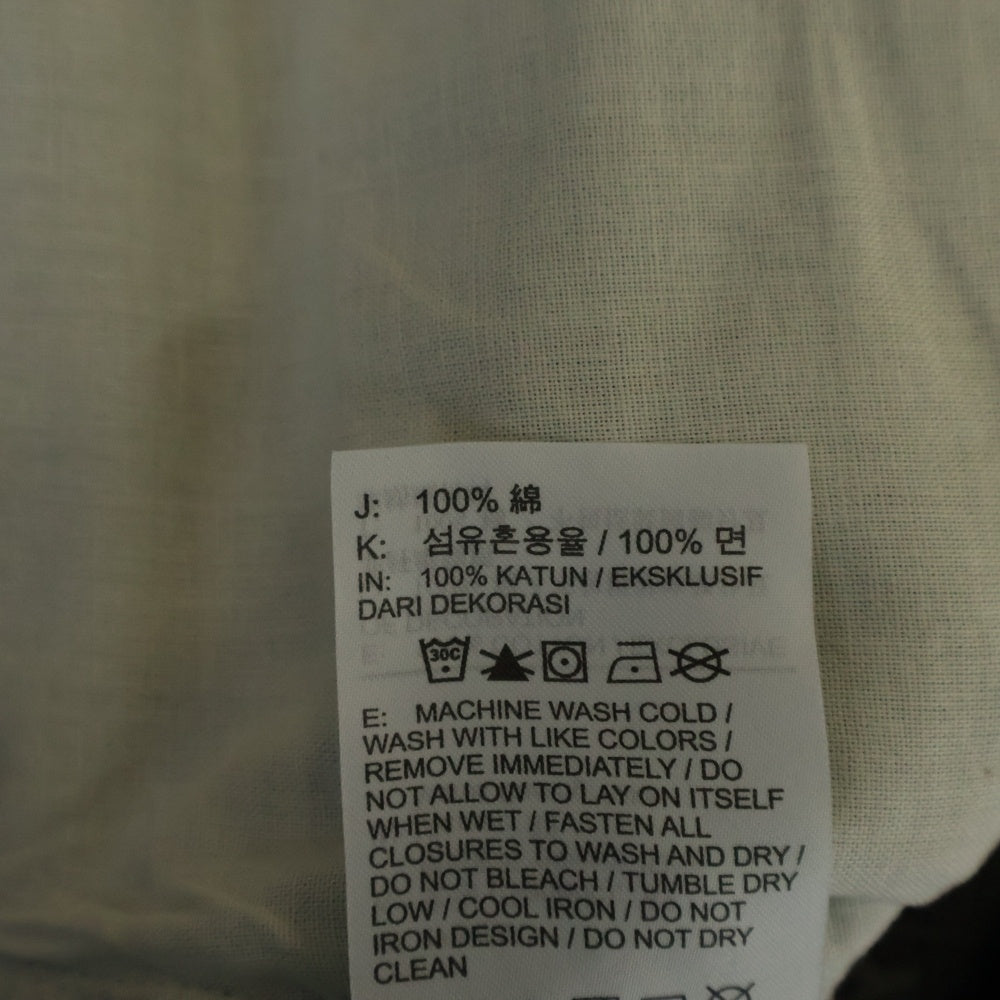 J: 100% 綿
K: 섬유혼용율 / 100% 면
IN: 100% KATUN / EKSKLUSIF
DARI DEKORASI
30C
E: MACHINE WASH COLD /
WASH WITH LIKE COLORS /
REMOVE IMMEDIATELY / DO
NOT ALLOW TO LAY ON ITSELF
WHEN WET / FASTEN ALL
CLOSURES TO WASH AND DRY /
DO NOT BLEACH / TUMBLE DRY
LOW / COOL IRON / DO NOT
IRON DESIGN / DO NOT DRY
CLEAN